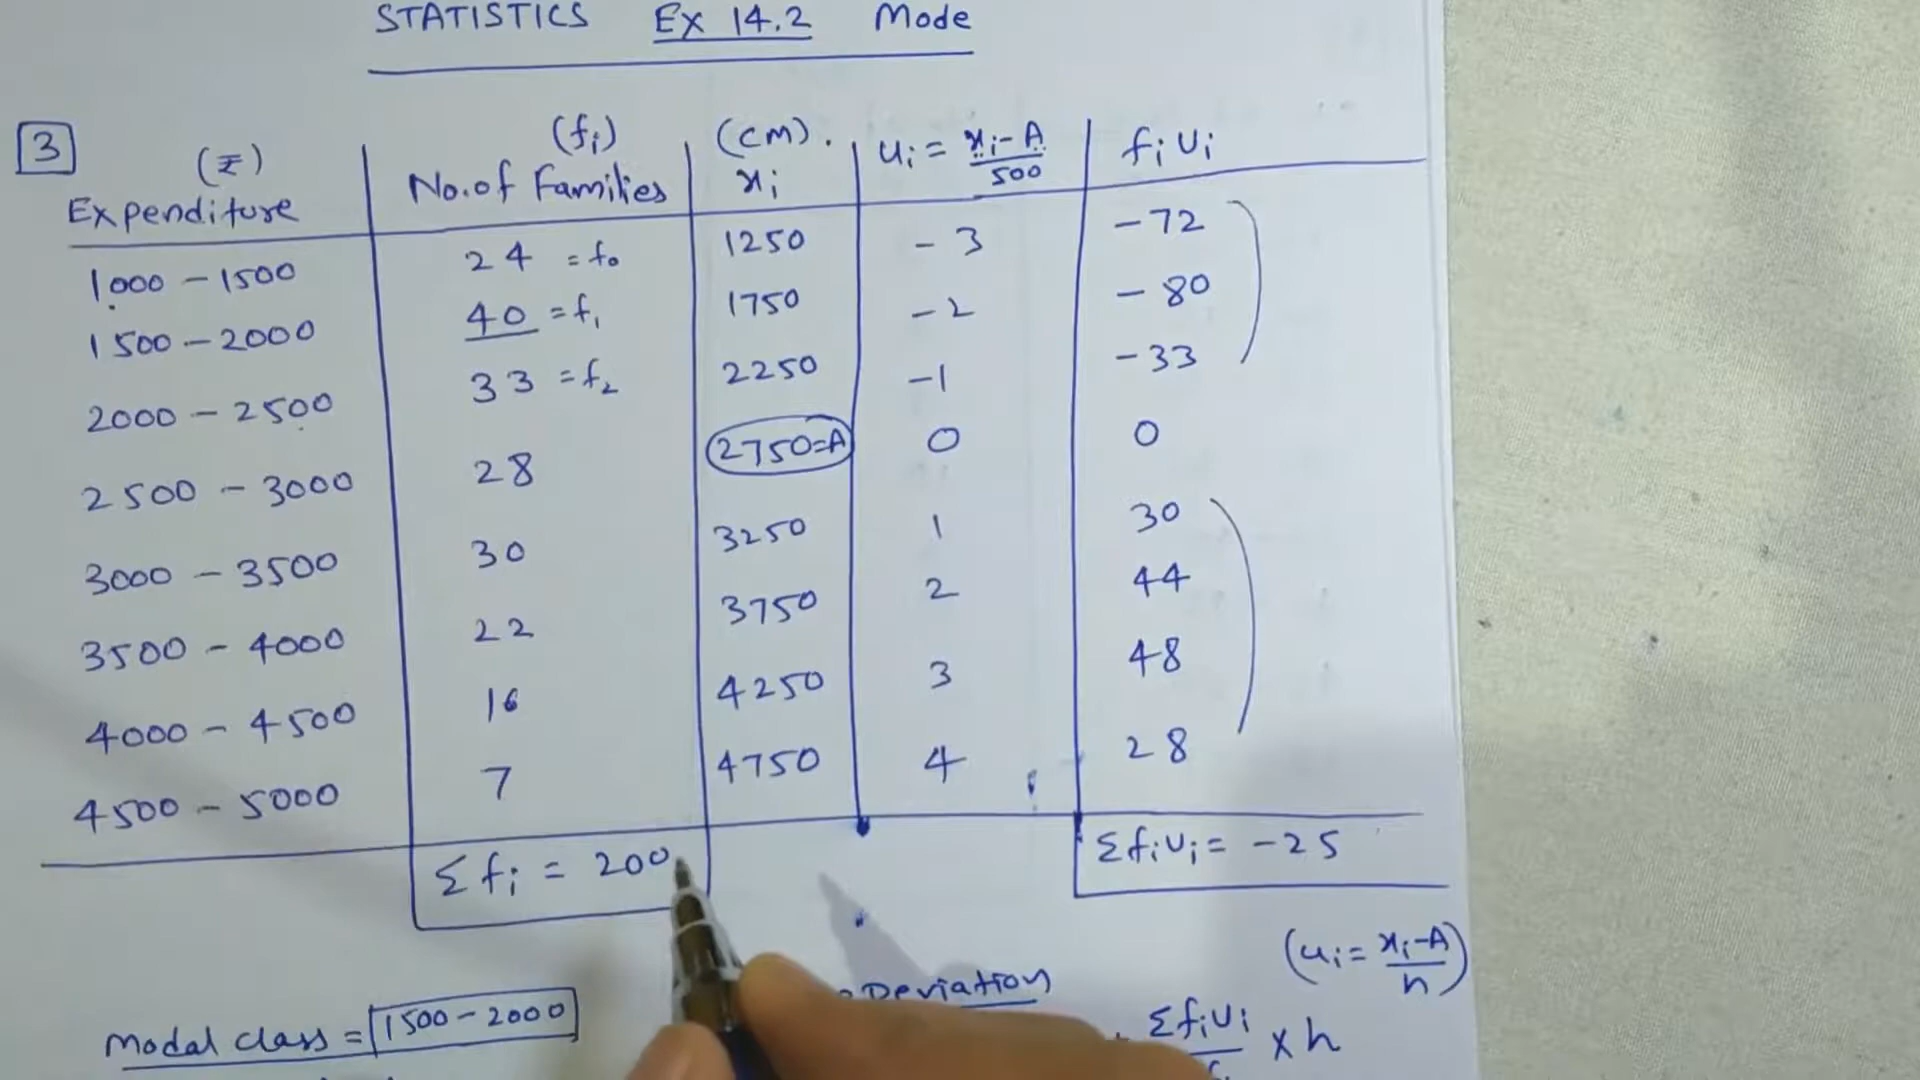 STATISTICS Ex 14.2 Mode
3
(₹) (fi) (cm).
Expenditure No. of Families xi ui = xi - A / 500 fiui
1000 - 1500 24 = f0 1250 - 3 - 72
1500 - 2000 40 = f1 1750 - 2 - 80
2000 - 2500 33 = f2 2250 -1 - 33
2500 - 3000 28 2750=A 0 0
3000 - 3500 30 3250 1 30
3500 - 4000 22 3750 2 44
4000 - 4500 16 4250 3 48
4500 - 5000 7 4750 4 28
Σfi = 200 Σfiui = -25
(ui = xi-A / h)
Deviation
Modal class = 1500 - 2000
Σfiui × h